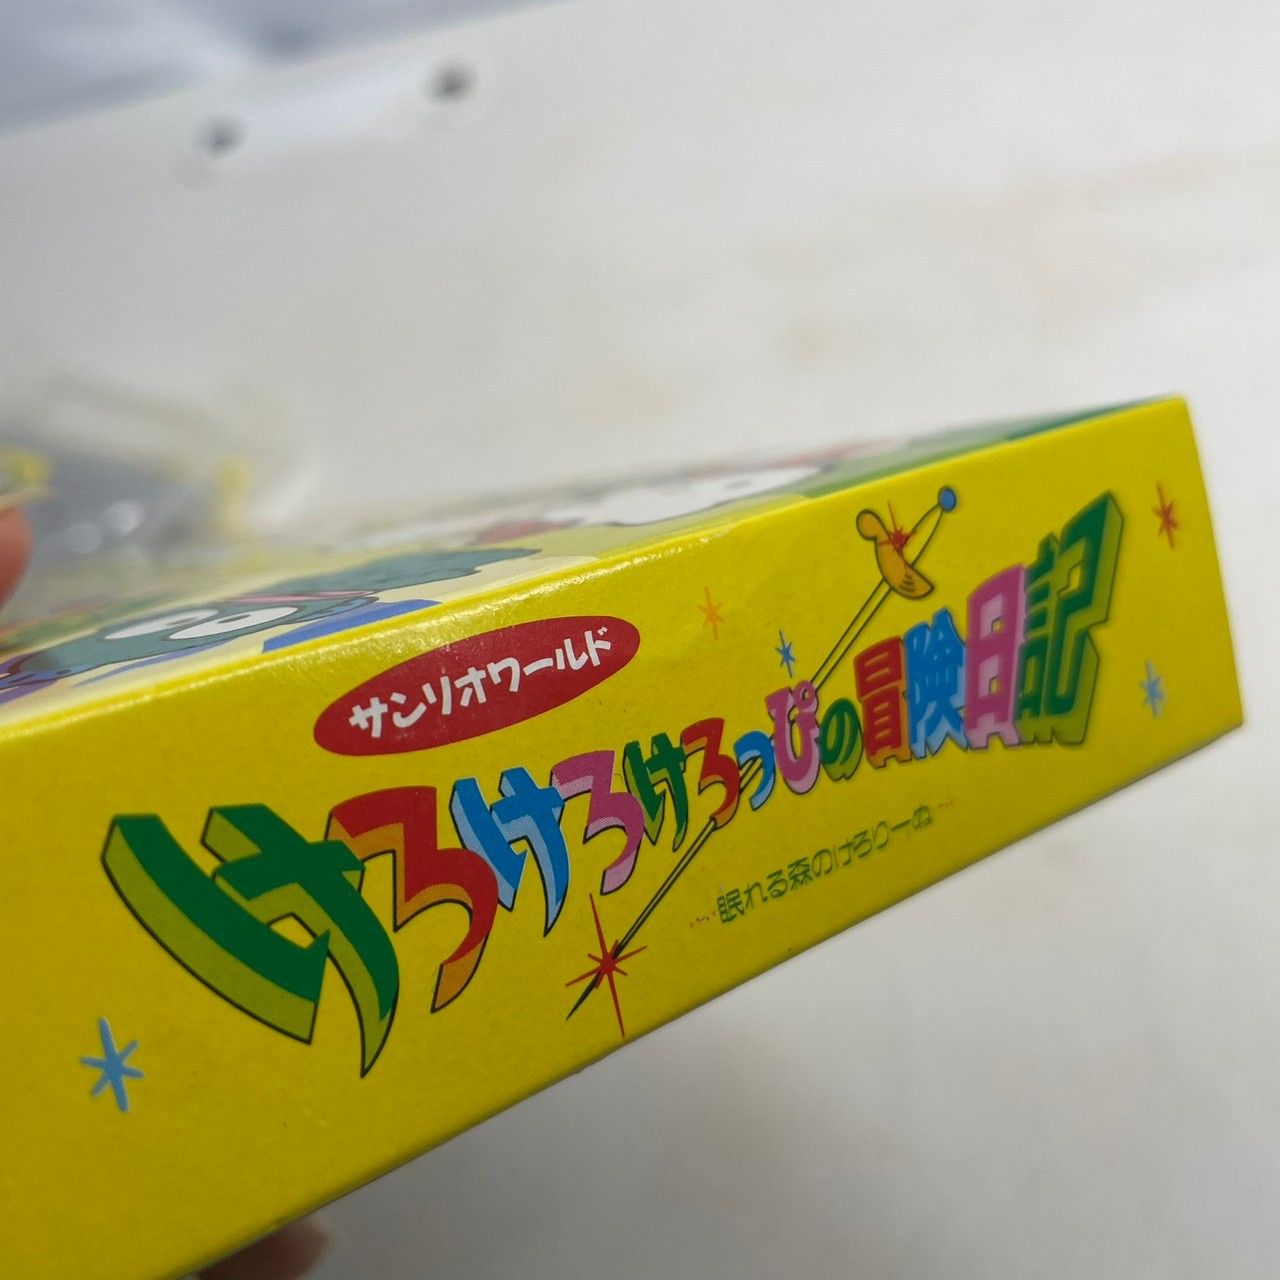 サンリオワールド
けろけろけろっぴの冒険日記
眠れる森のけろりーぬ